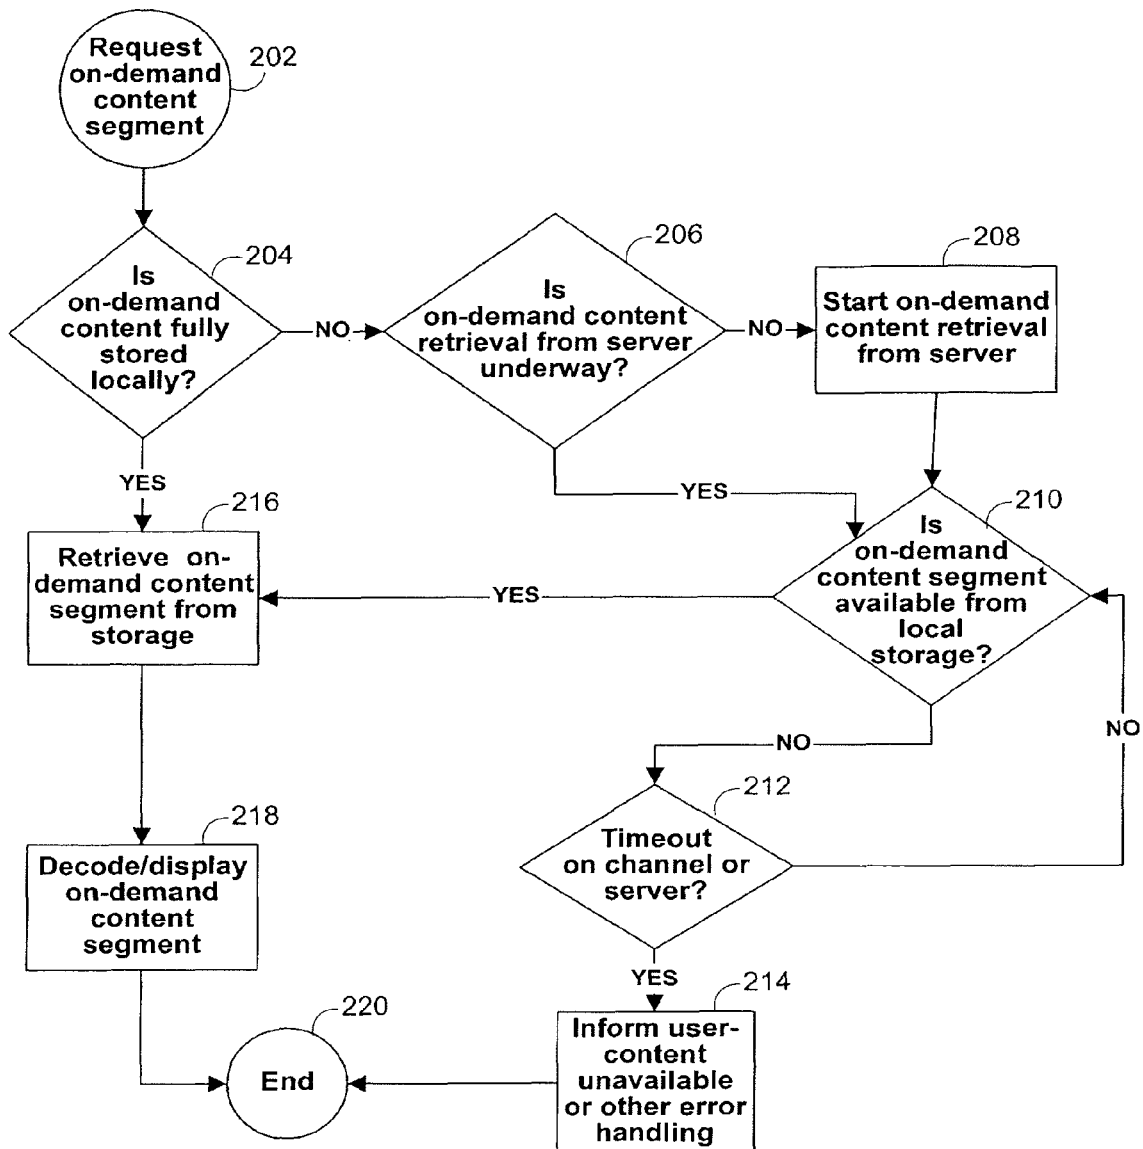 Request
on-demand
content
segment
202
Is
on-demand
content fully
stored
locally?
204
NO
Is
on-demand content
retrieval from server
underway?
206
NO
Start on-demand
content retrieval
from server
208
YES
YES
Retrieve on-
demand content
segment from
storage
216
YES
Is
on-demand
content segment
available from
local
storage?
210
NO
NO
Timeout
on channel or
server?
212
Decode/display
on-demand
content
segment
218
YES
Inform user-
content
unavailable
or other error
handling
214
End
220